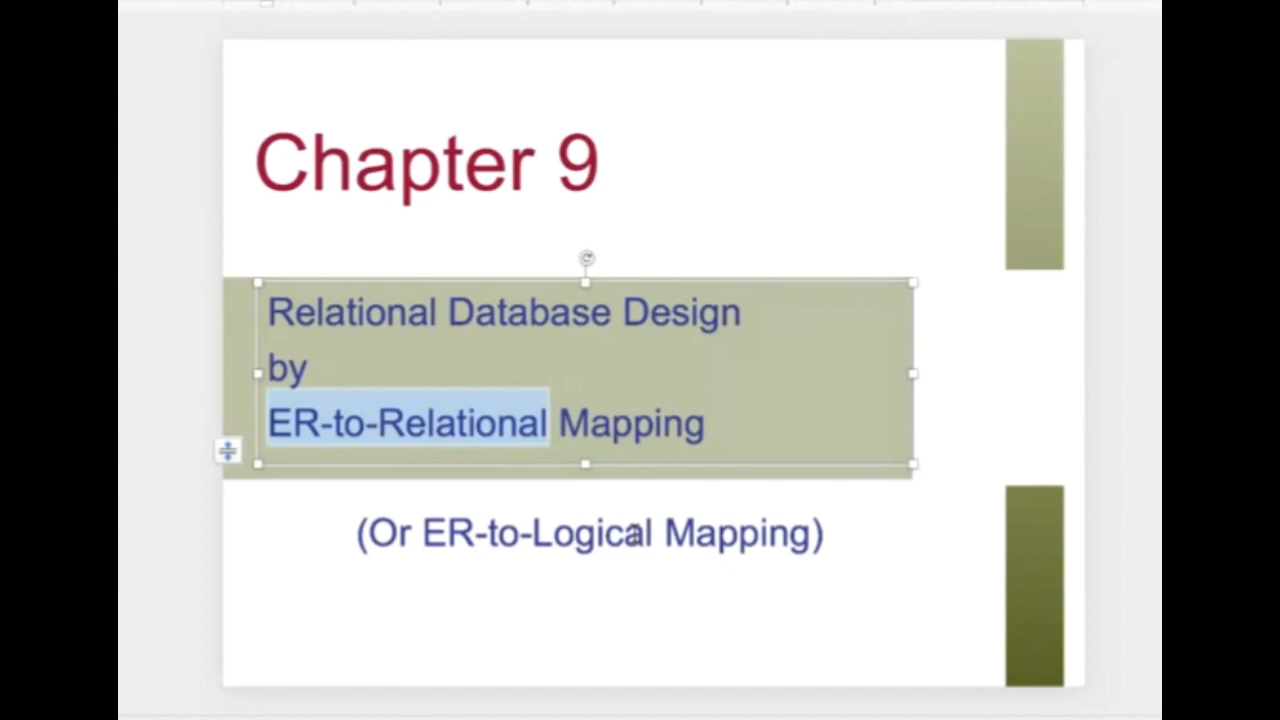 Chapter 9
Relational Database Design
by
ER-to-Relational Mapping
(Or ER-to-Logical Mapping)